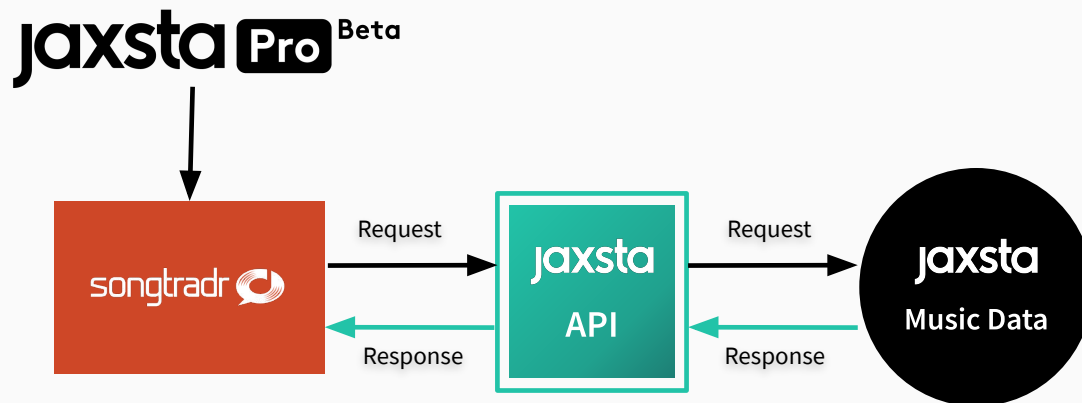 jaxsta Pro Beta
songtradr
Request
Response
jaxsta
API
Request
Response
jaxsta
Music Data